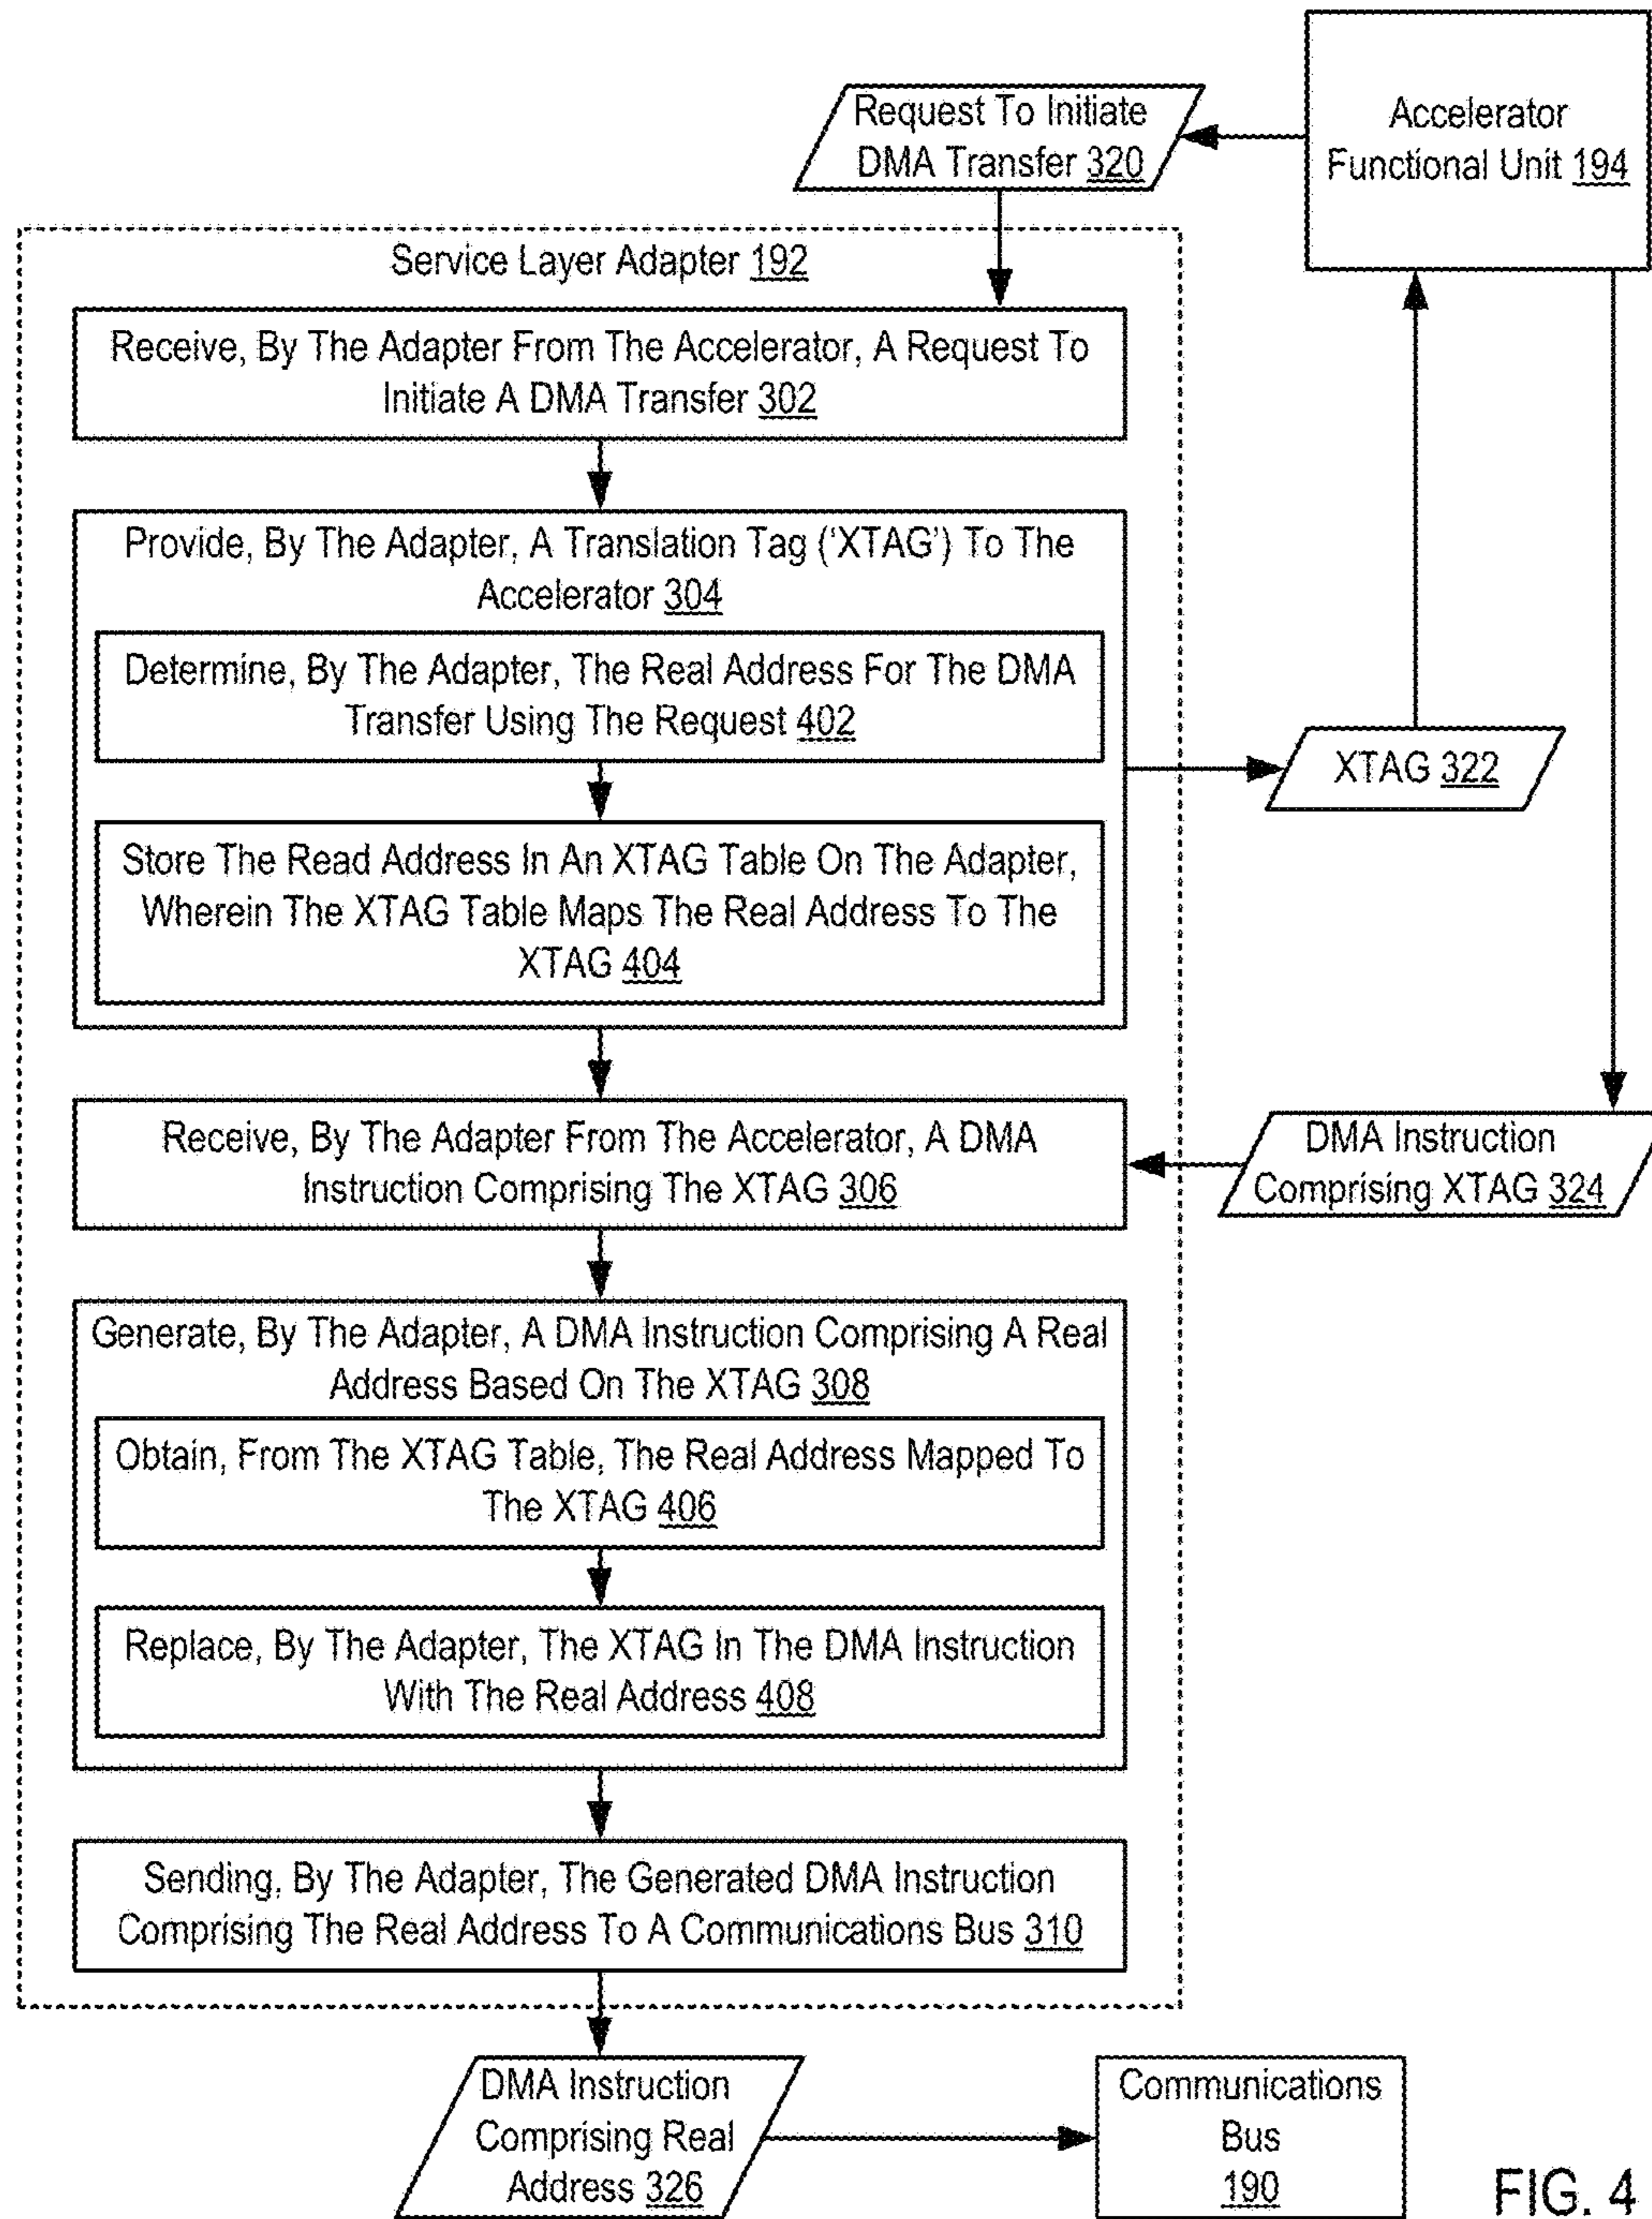 Request To Initiate
DMA Transfer 320
Accelerator
Functional Unit 194
Service Layer Adapter 192
Receive, By The Adapter From The Accelerator, A Request To
Initiate A DMA Transfer 302
Provide, By The Adapter, A Translation Tag (‘XTAG’) To The
Accelerator 304
Determine, By The Adapter, The Real Address For The DMA
Transfer Using The Request 402
XTAG 322
Store The Read Address In An XTAG Table On The Adapter,
Wherein The XTAG Table Maps The Real Address To The
XTAG 404
Receive, By The Adapter From The Accelerator, A DMA
Instruction Comprising The XTAG 306
DMA Instruction
Comprising XTAG 324
Generate, By The Adapter, A DMA Instruction Comprising A Real
Address Based On The XTAG 308
Obtain, From The XTAG Table, The Real Address Mapped To
The XTAG 406
Replace, By The Adapter, The XTAG In The DMA Instruction
With The Real Address 408
Sending, By The Adapter, The Generated DMA Instruction
Comprising The Real Address To A Communications Bus 310
DMA Instruction
Comprising Real
Address 326
Communications
Bus
190
FIG. 4